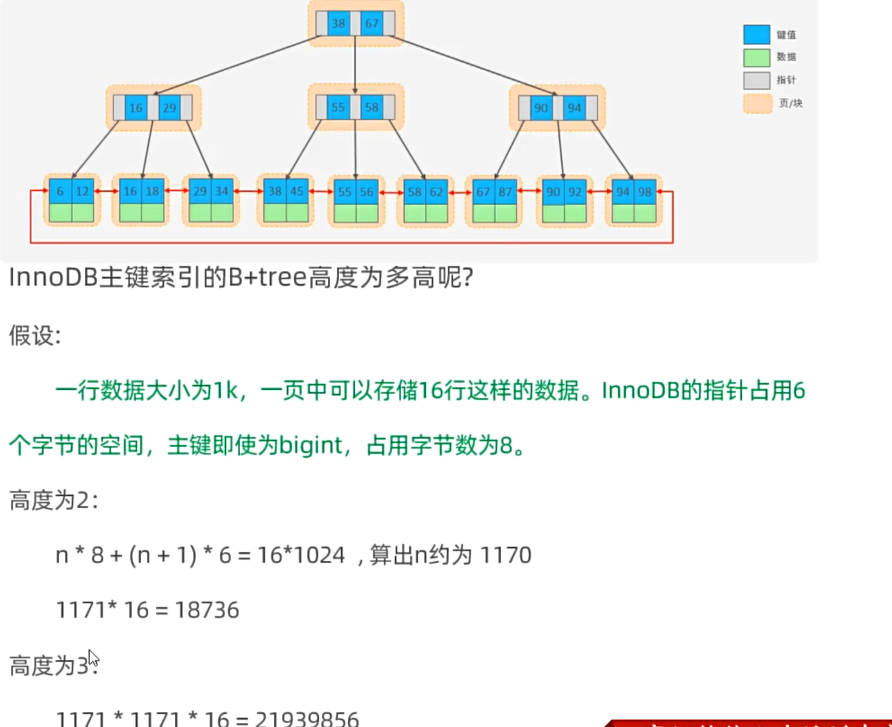 38 67
键值
数据
指针
页/块
16 29 55 58 90 94
6 12 16 18 29 34 38 45 55 56 58 62 67 87 90 92 94 98
InnoDB主键索引的B+tree高度为多高呢?
假设:
一行数据大小为1k，一页中可以存储16行这样的数据。InnoDB的指针占用6
个字节的空间，主键即使为bigint，占用字节数为8。
高度为2：
n * 8 + (n + 1) * 6 = 16*1024 , 算出n约为 1170
1171* 16 = 18736
高度为3：
1171 * 1171 * 16 = 21939856